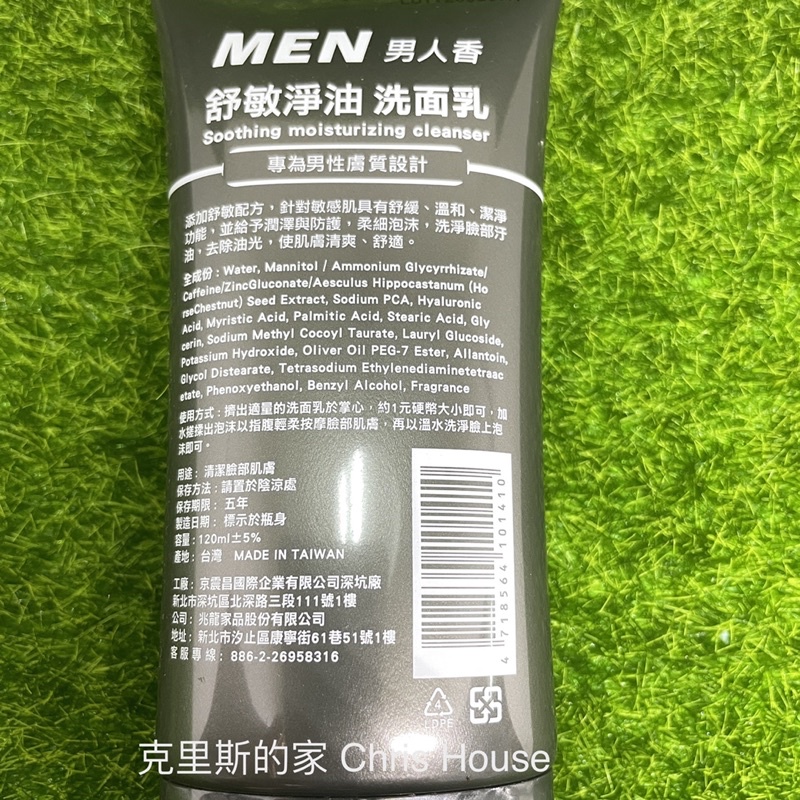 MEN 男人香
舒敏淨油 洗面乳
Soothing moisturizing cleanser
專為男性膚質設計
添加舒敏配方，針對敏感肌具有舒緩、溫和、潔淨
功能，並給予潤澤與防護，柔細泡沫，洗淨臉部汙
油，去除油光，使肌膚清爽、舒適。
全成份：Water, Mannitol / Ammonium Glycyrrhizate/
Caffeine/ZincGluconate/Aesculus Hippocastanum (Ho
rseChestnut) Seed Extract, Sodium PCA, Hyaluronic
Acid, Myristic Acid, Palmitic Acid, Stearic Acid, Gly
cerin, Sodium Methyl Cocoyl Taurate, Lauryl Glucoside,
Potassium Hydroxide, Oliver Oil PEG-7 Ester, Allantoin,
Glycol Distearate, Tetrasodium Ethylenediaminetetraac
etate, Phenoxyethanol, Benzyl Alcohol, Fragrance
使用方式：擠出適量的洗面乳於掌心，約1元硬幣大小即可，加
水搓揉出泡沫以指腹輕柔按摩臉部肌膚，再以溫水洗淨臉上泡
沫即可。
用途：清潔臉部肌膚
保存方法：請置於陰涼處
保存期限：五年
製造日期：標示於瓶身
容量：120ml±5%
產地：台灣 MADE IN TAIWAN
工廠：京震昌國際企業有限公司深坑廠
新北市深坑區北深路三段111號1樓
公司：兆龍家品股份有限公司
地址：新北市汐止區康寧街61巷51號1樓
客服專線：886-2-26958316
4 718564 101410
4
LDPE
克里斯的家 Chris House